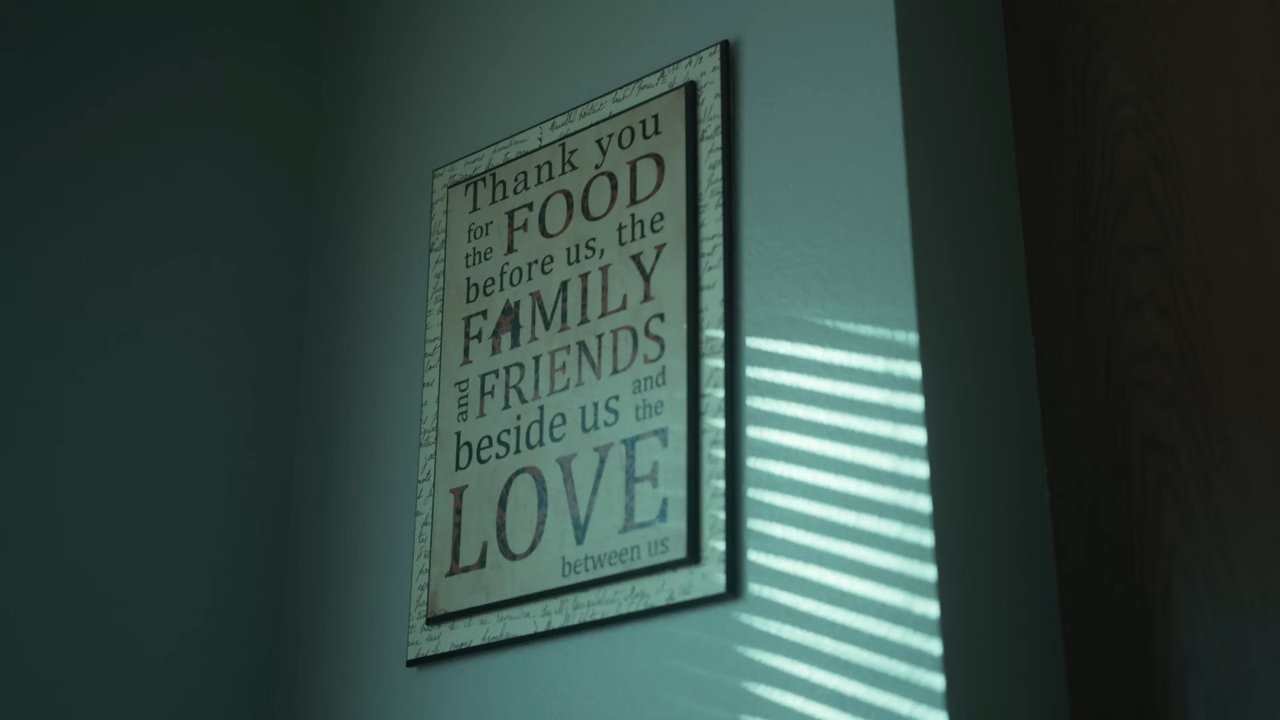 Thank you
for the FOOD
before us, the
FAMILY
and FRIENDS
beside us and the
LOVE
between us